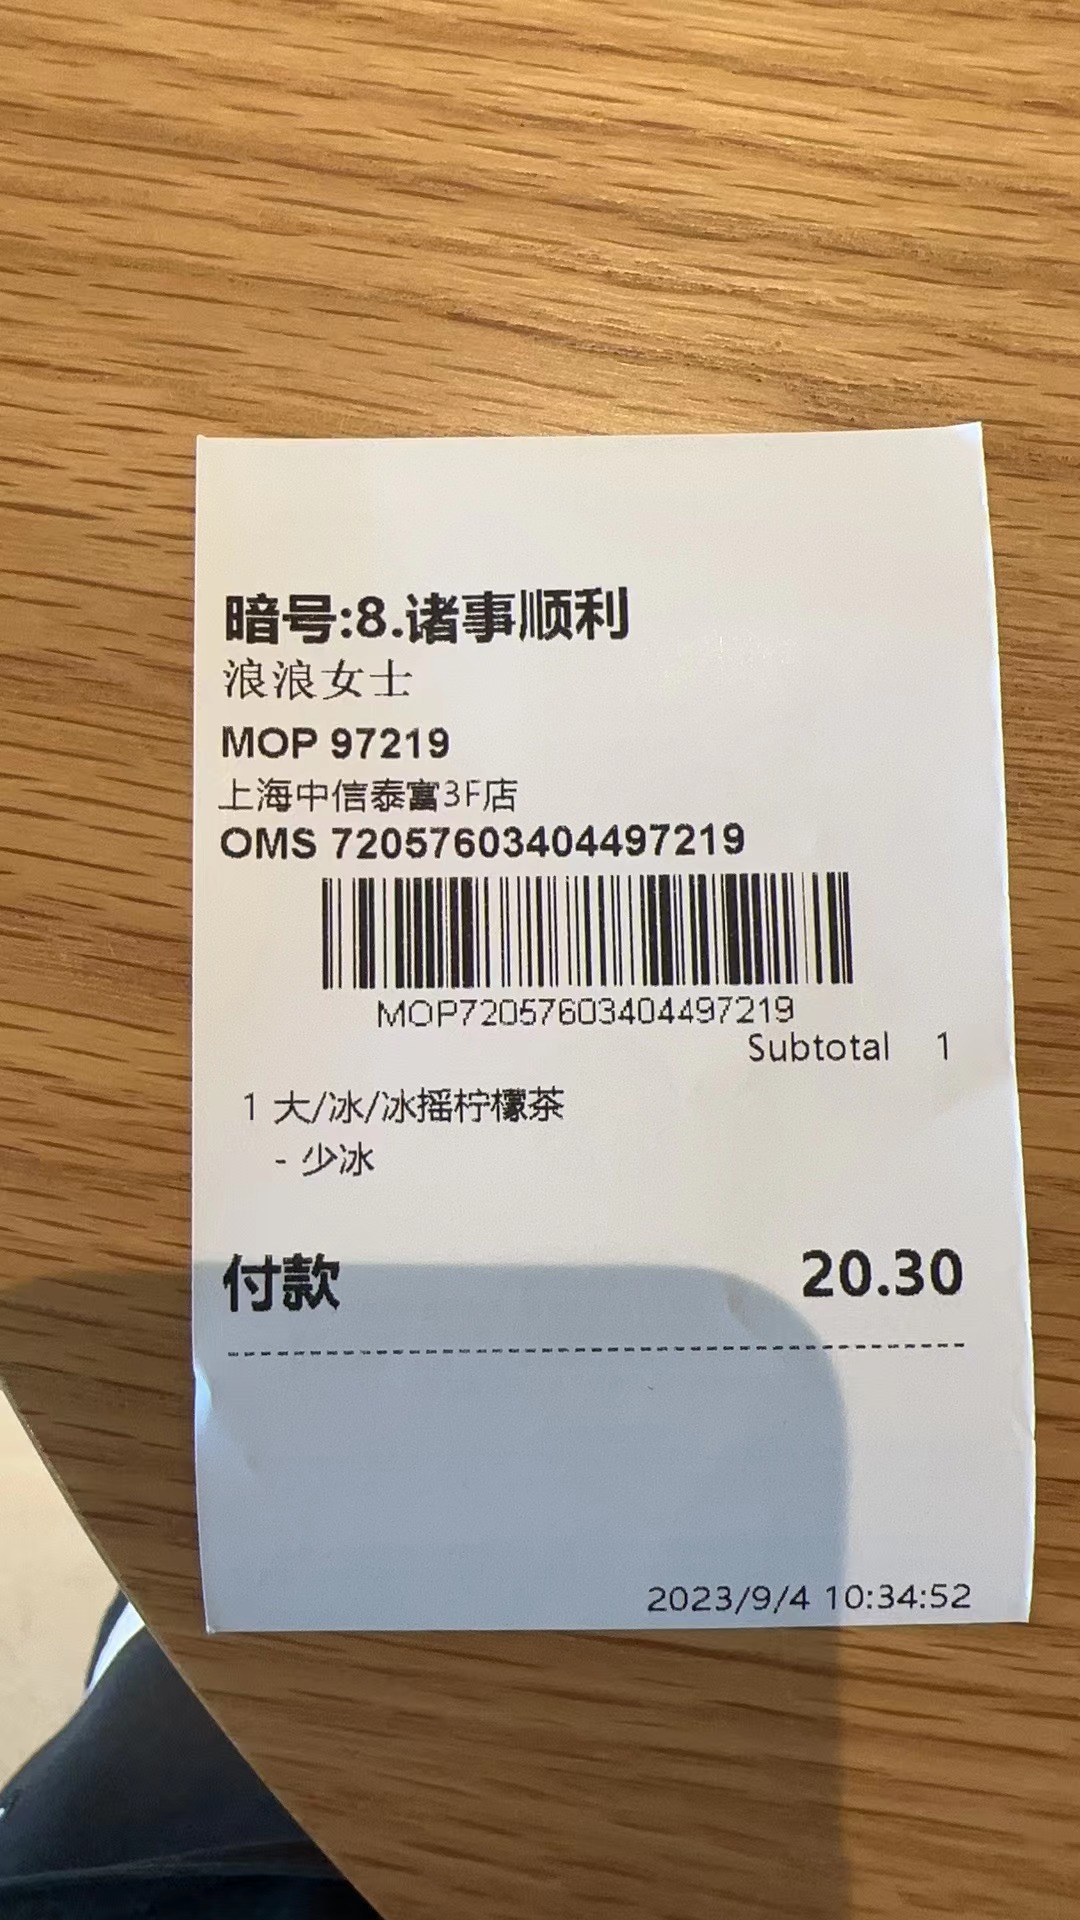 暗号:8.诸事顺利
浪浪女士
MOP 97219
上海中信泰富3F店
OMS 72057603404497219
MOP72057603404497219
Subtotal 1
1 大/冰/冰摇柠檬茶
- 少冰
付款 20.30
2023/9/4 10:34:52